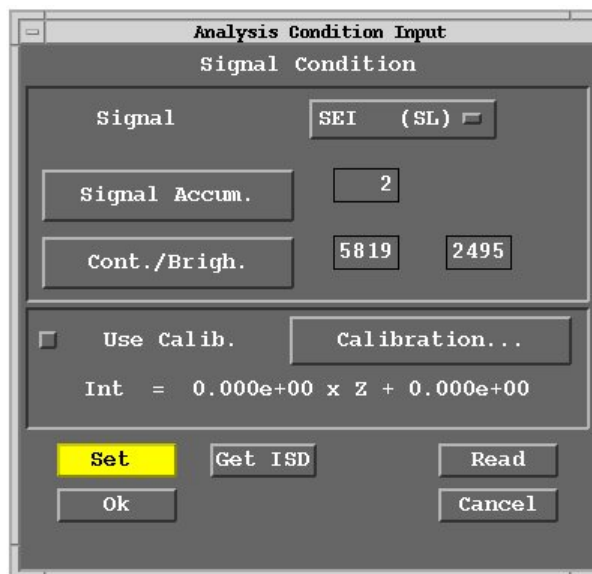 Analysis Condition Input
Signal Condition
Signal SEI (SL)
Signal Accum. 2
Cont./Brigh. 5819 2495
Use Calib. Calibration...
Int = 0.000e+00 x Z + 0.000e+00
Set Get ISD Read
Ok Cancel